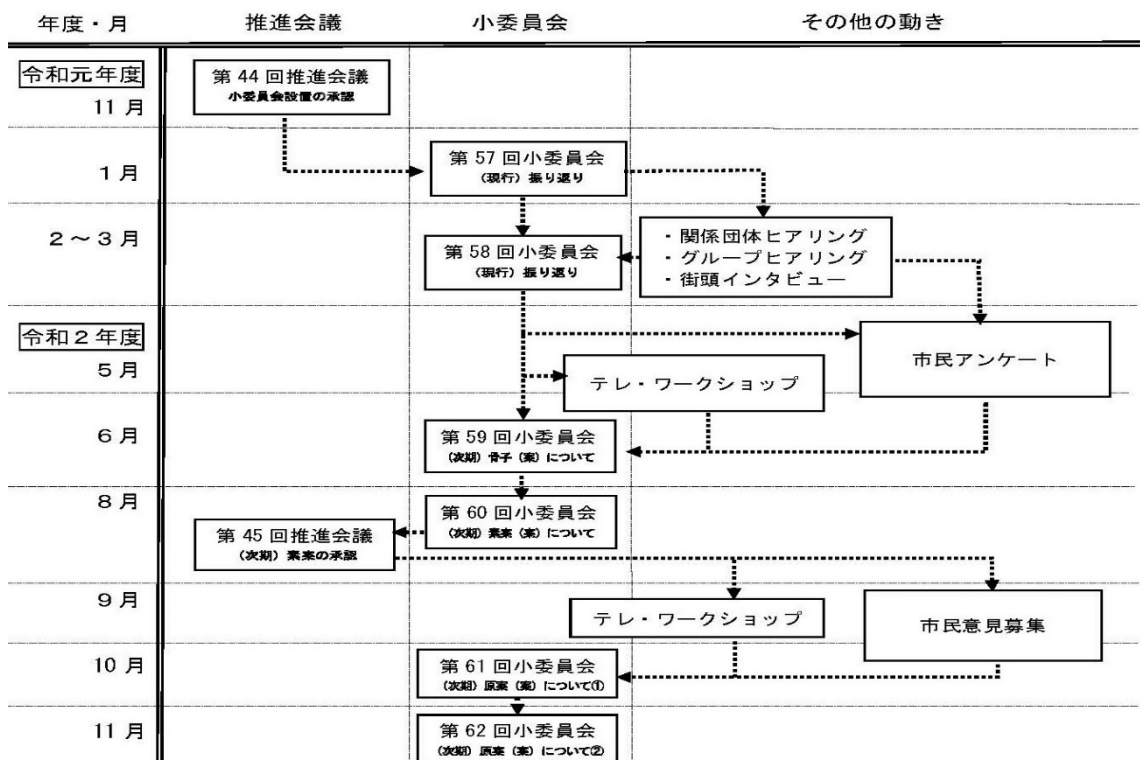 年度・月 推進会議 小委員会 その他の動き
令和元年度
11月
第44回推進会議
小委員会設置の承認
1月
第57回小委員会
(現行) 振り返り
2～3月
第58回小委員会
(現行) 振り返り
・関係団体ヒアリング
・グループヒアリング
・街頭インタビュー
令和2年度
5月
テレ・ワークショップ
市民アンケート
6月
第59回小委員会
(次期) 骨子 (案) について
8月
第60回小委員会
(次期) 素案 (案) について
第45回推進会議
(次期) 素案の承認
9月
テレ・ワークショップ
市民意見募集
10月
第61回小委員会
(次期) 原案 (案) について①
11月
第62回小委員会
(次期) 原案 (案) について②